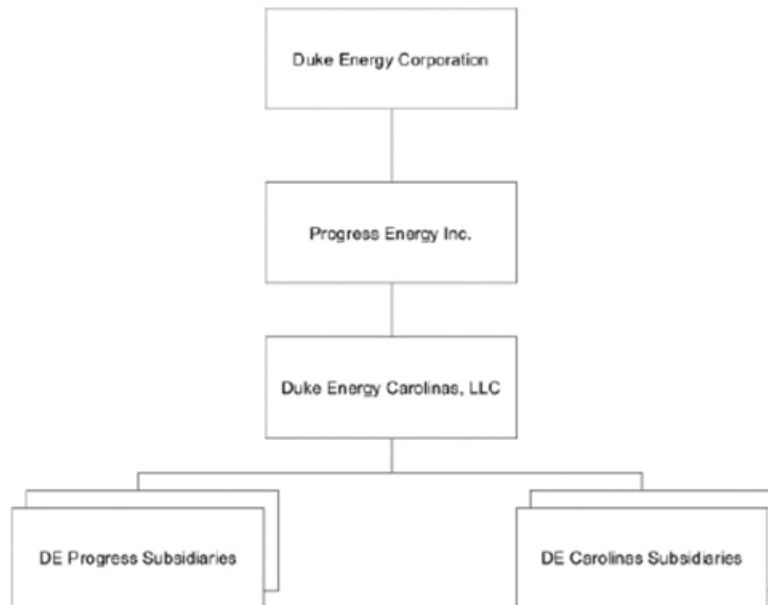 Duke Energy Corporation
Progress Energy Inc.
Duke Energy Carolinas, LLC
DE Progress Subsidiaries
DE Carolinas Subsidiaries